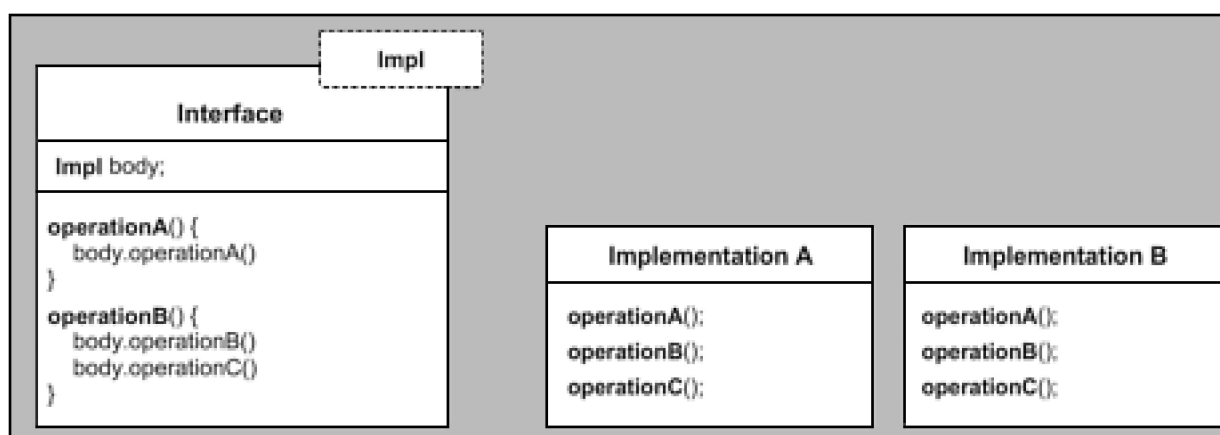 Impl
Interface
Impl body;
operationA() {
body.operationA()
}
operationB() {
body.operationB()
body.operationC()
}
Implementation A
operationA();
operationB();
operationC();
Implementation B
operationA();
operationB();
operationC();